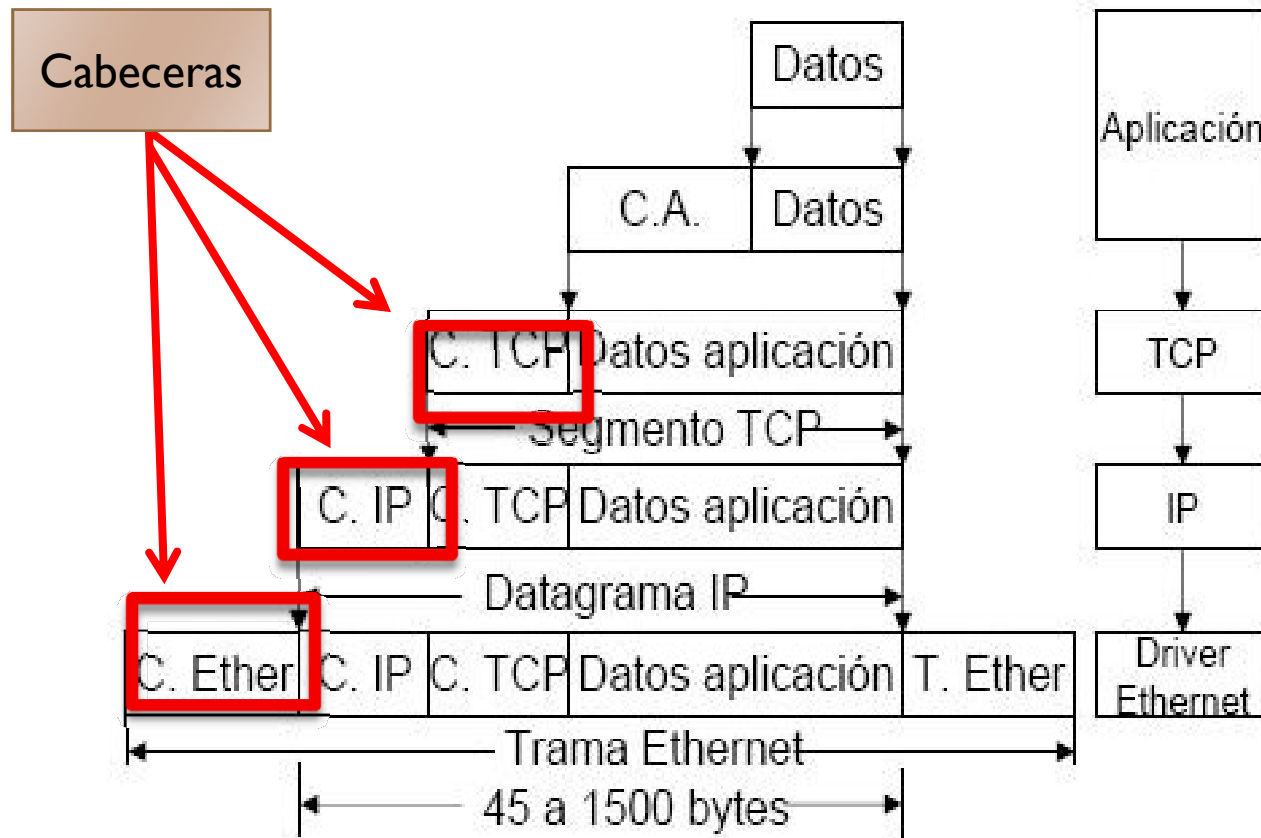 Cabeceras
Datos
Aplicación
C.A. Datos
C. TCP Datos aplicación
TCP
Segmento TCP
C. IP C. TCP Datos aplicación
IP
Datagrama IP
C. Ether C. IP C. TCP Datos aplicación T. Ether
Driver
Ethernet
Trama Ethernet
45 a 1500 bytes